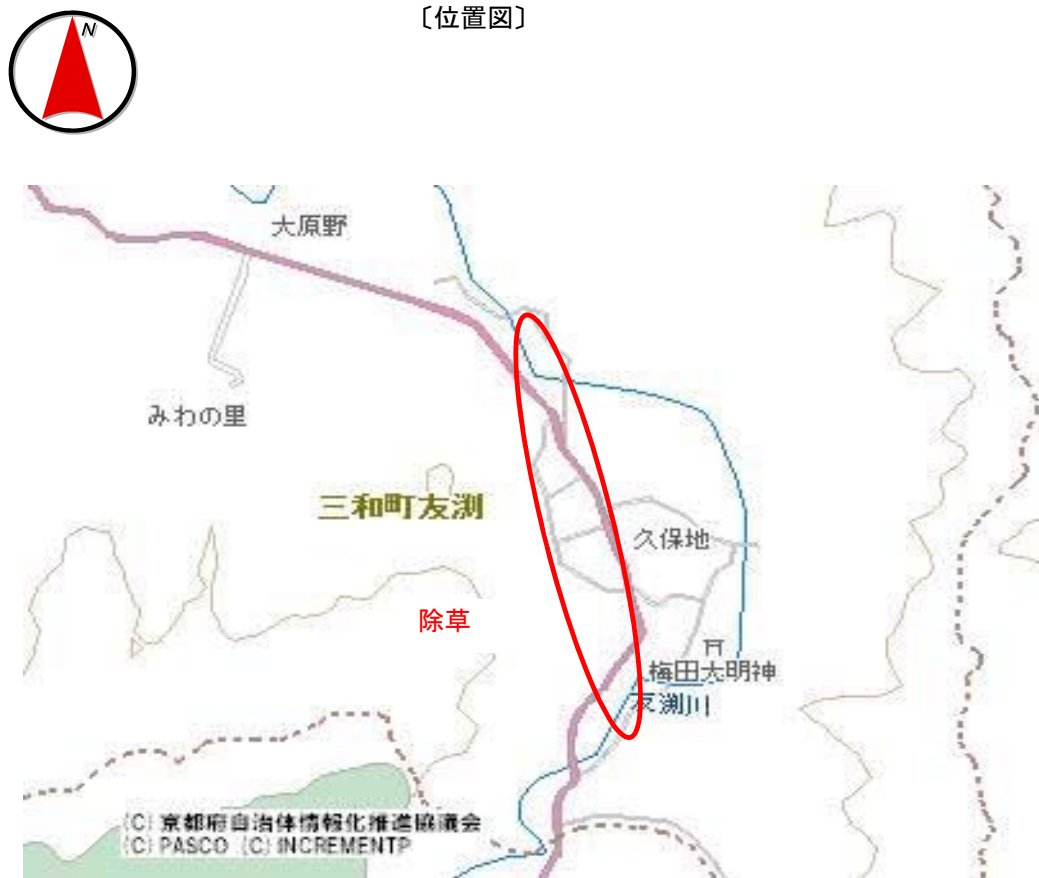 〔位置図〕
N
大原野
みわの里
三和町友渕
久保地
除草
梅田大明神
友渕川
(C) 京都府自治体情報化推進協議会
(C) PASCO (C) INCREMENTP